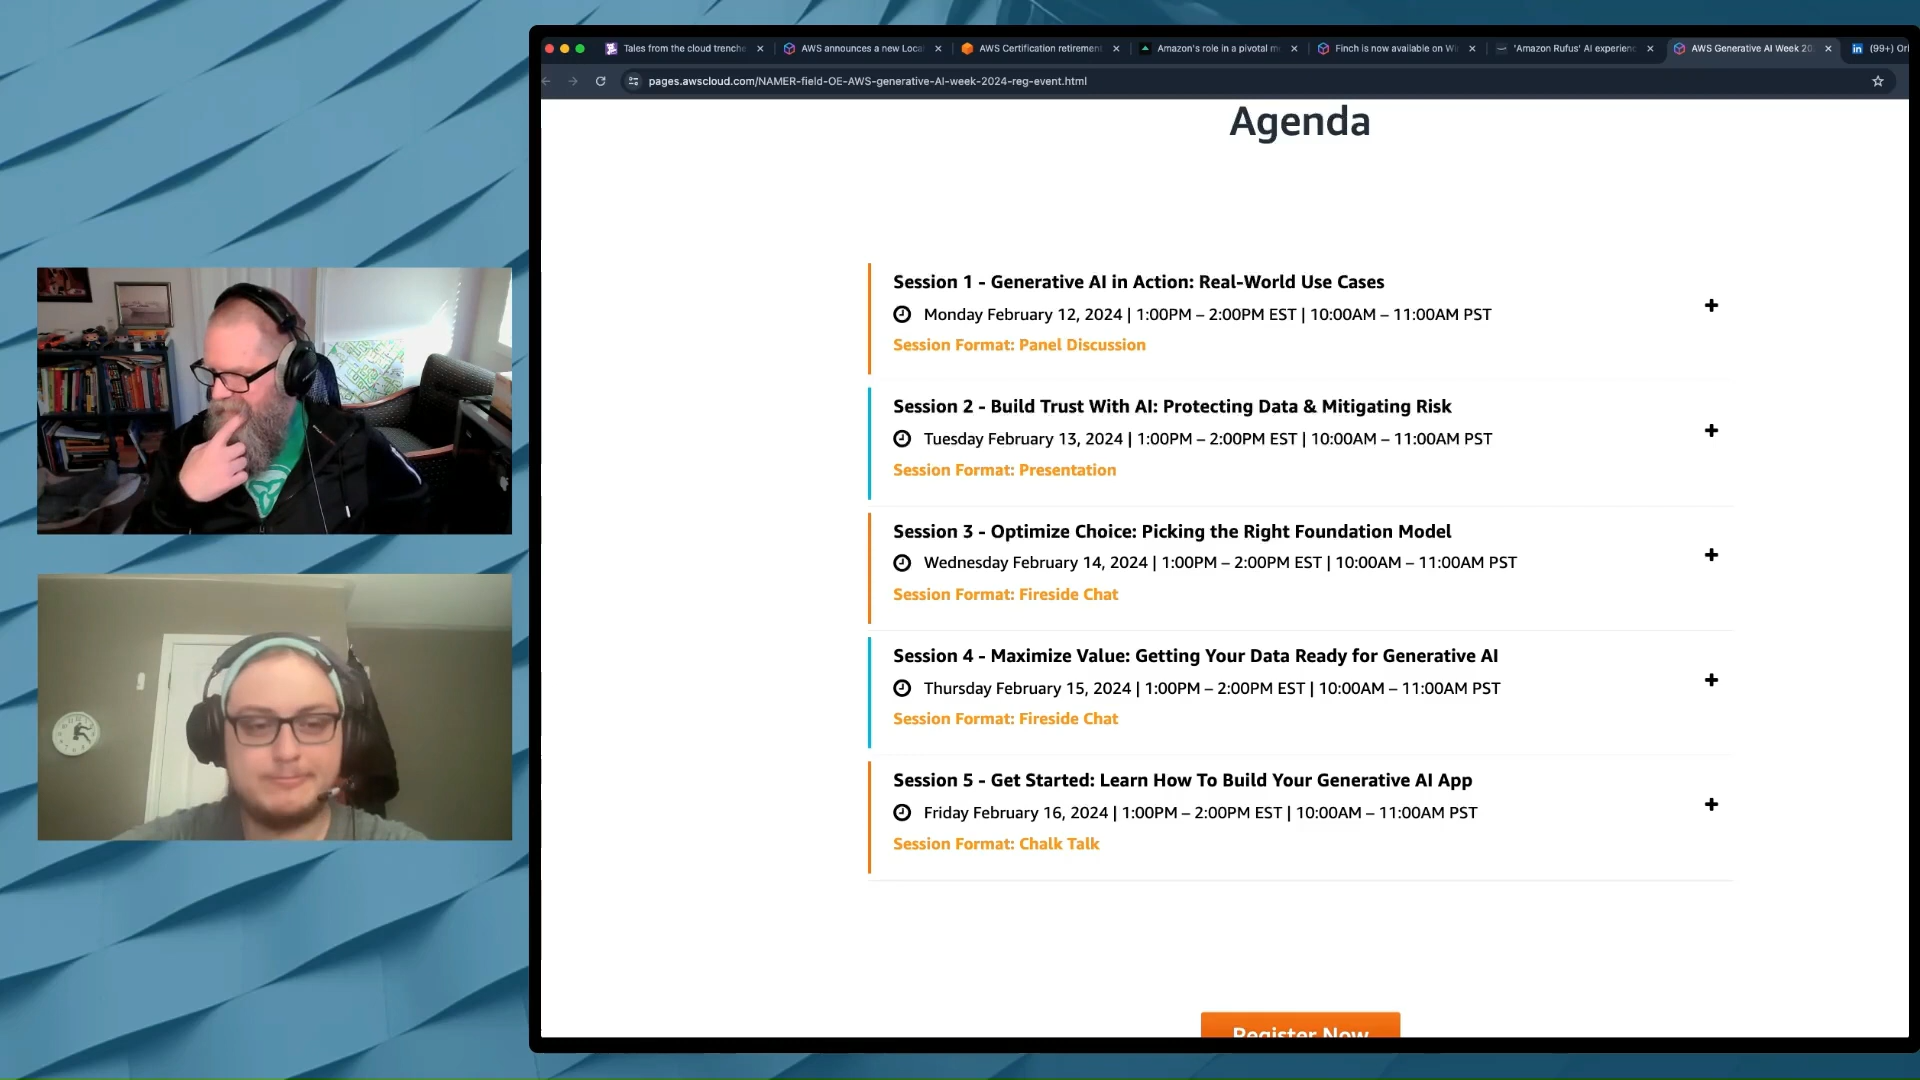 Tales from the cloud trenche
AWS announces a new Loca
AWS Certification retirement
Amazon's role in a pivotal m
Finch is now available on Wi
'Amazon Rufus' AI experienc
AWS Generative AI Week 20
(99+) Or
pages.awscloud.com/NAMER-field-OE-AWS-generative-AI-week-2024-reg-event.html
Agenda
Session 1 - Generative AI in Action: Real-World Use Cases
Monday February 12, 2024 | 1:00PM – 2:00PM EST | 10:00AM – 11:00AM PST
Session Format: Panel Discussion
Session 2 - Build Trust With AI: Protecting Data & Mitigating Risk
Tuesday February 13, 2024 | 1:00PM – 2:00PM EST | 10:00AM – 11:00AM PST
Session Format: Presentation
Session 3 - Optimize Choice: Picking the Right Foundation Model
Wednesday February 14, 2024 | 1:00PM – 2:00PM EST | 10:00AM – 11:00AM PST
Session Format: Fireside Chat
Session 4 - Maximize Value: Getting Your Data Ready for Generative AI
Thursday February 15, 2024 | 1:00PM – 2:00PM EST | 10:00AM – 11:00AM PST
Session Format: Fireside Chat
Session 5 - Get Started: Learn How To Build Your Generative AI App
Friday February 16, 2024 | 1:00PM – 2:00PM EST | 10:00AM – 11:00AM PST
Session Format: Chalk Talk
Register Now